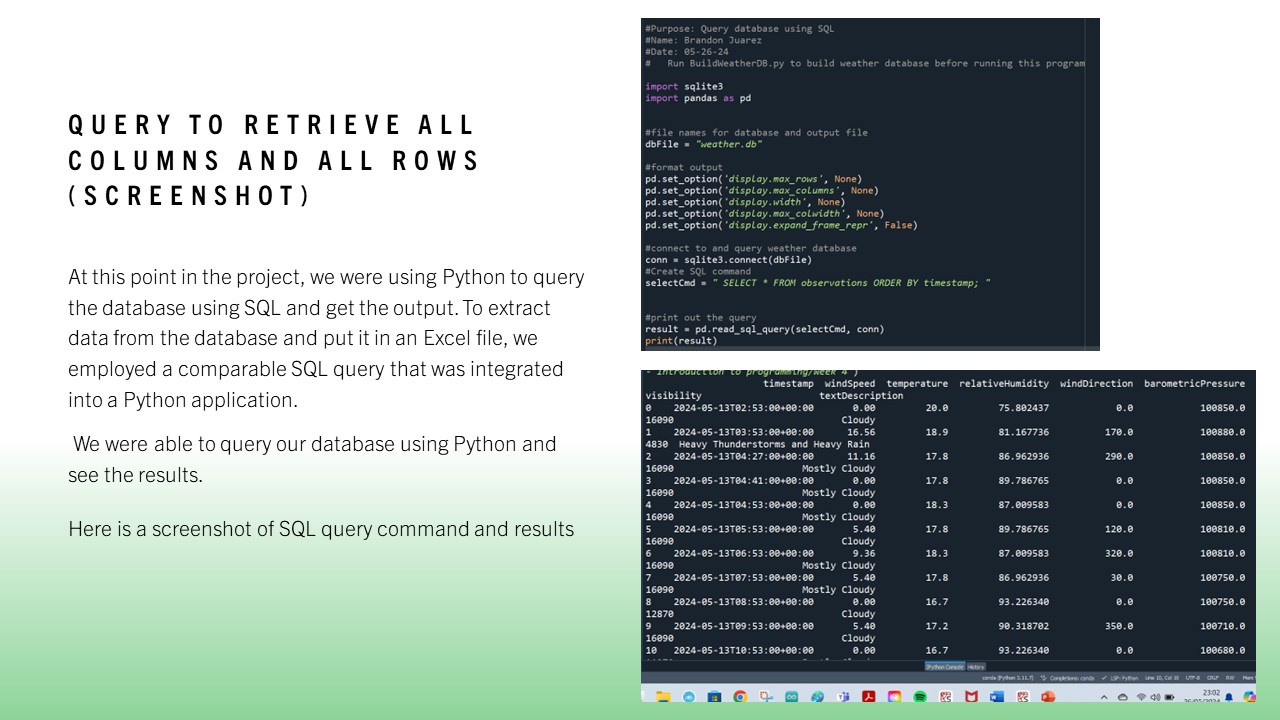 QUERY TO RETRIEVE ALL
COLUMNS AND ALL ROWS
(SCREENSHOT)
At this point in the project, we were using Python to query
the database using SQL and get the output. To extract
data from the database and put it in an Excel file, we
employed a comparable SQL query that was integrated
into a Python application.
We were able to query our database using Python and
see the results.
Here is a screenshot of SQL query command and results
#Purpose: Query database using SQL
#Name: Brandon Juarez
#Date: 05-26-24
#   Run BuildWeatherDB.py to build weather database before running this program
import sqlite3
import pandas as pd
#file names for database and output file
dbFile = "weather.db"
#format output
pd.set_option('display.max_rows', None)
pd.set_option('display.max_columns', None)
pd.set_option('display.width', None)
pd.set_option('display.max_colwidth', None)
pd.set_option('display.expand_frame_repr', False)
#connect to and query weather database
conn = sqlite3.connect(dbFile)
#Create SQL command
selectCmd = " SELECT * FROM observations ORDER BY timestamp; "
#print out the query
result = pd.read_sql_query(selectCmd, conn)
print(result)
- Introduction to programming/week 4')
timestamp windSpeed temperature relativeHumidity windDirection barometricPressure
visibility textDescription
0 2024-05-13T02:53:00+00:00 0.00 20.0 75.802437 0.0 100850.0
16090 Cloudy
1 2024-05-13T03:53:00+00:00 16.56 18.9 81.167736 170.0 100880.0
4830 Heavy Thunderstorms and Heavy Rain
2 2024-05-13T04:27:00+00:00 11.16 17.8 86.962936 290.0 100850.0
16090 Mostly Cloudy
3 2024-05-13T04:41:00+00:00 0.00 17.8 89.786765 0.0 100850.0
16090 Mostly Cloudy
4 2024-05-13T04:53:00+00:00 0.00 18.3 87.009583 0.0 100850.0
16090 Mostly Cloudy
5 2024-05-13T05:53:00+00:00 5.40 17.8 89.786765 120.0 100810.0
16090 Cloudy
6 2024-05-13T06:53:00+00:00 9.36 18.3 87.009583 320.0 100810.0
16090 Mostly Cloudy
7 2024-05-13T07:53:00+00:00 5.40 17.8 86.962936 30.0 100750.0
16090 Mostly Cloudy
8 2024-05-13T08:53:00+00:00 0.00 16.7 93.226340 0.0 100750.0
12870 Cloudy
9 2024-05-13T09:53:00+00:00 5.40 17.2 90.318702 350.0 100710.0
16090 Cloudy
10 2024-05-13T10:53:00+00:00 0.00 16.7 93.226340 0.0 100680.0
IPython Console History
conda (Python 3.11.7) Completions: conda LSP: Python Line 10, Col 18 UTF-8 CRLF RW Mem
23:02